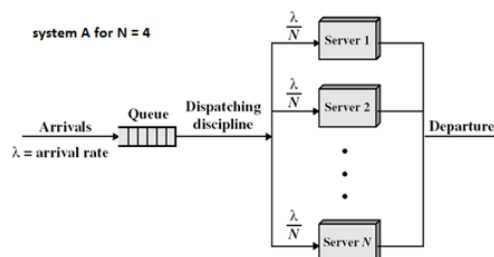 system A for N = 4
λ/N
Server 1
Queue
Dispatching
discipline
λ/N
Server 2
Arrivals
λ = arrival rate
Departure
λ/N
Server N